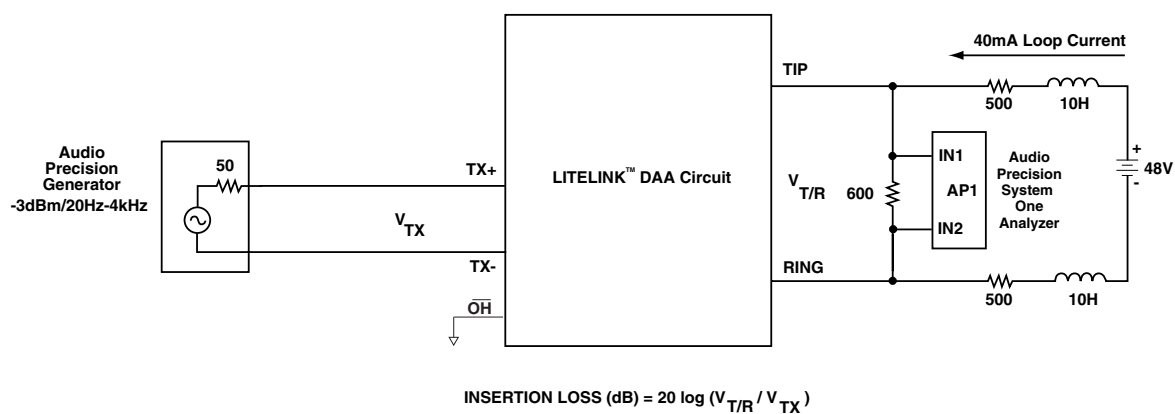 40mA Loop Current
TIP
500
10H
Audio
Precision
Generator
-3dBm/20Hz-4kHz
50
TX+
LITELINK™ DAA Circuit
V T/R
600
IN1
AP1
IN2
Audio
Precision
System
One
Analyzer
+
48V
-
V TX
TX-
RING
500
10H
OH
INSERTION LOSS (dB) = 20 log (V T/R / V TX )